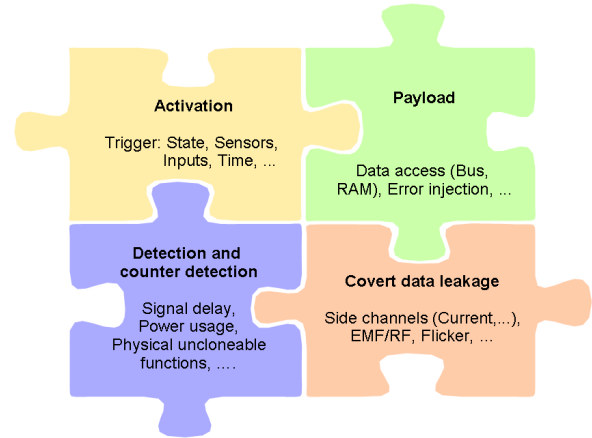 Activation
Trigger: State, Sensors,
Inputs, Time, ...
Payload
Data access (Bus,
RAM), Error injection, ...
Detection and
counter detection
Signal delay,
Power usage,
Physical uncloneable
functions, ....
Covert data leakage
Side channels (Current,...),
EMF/RF, Flicker, ...